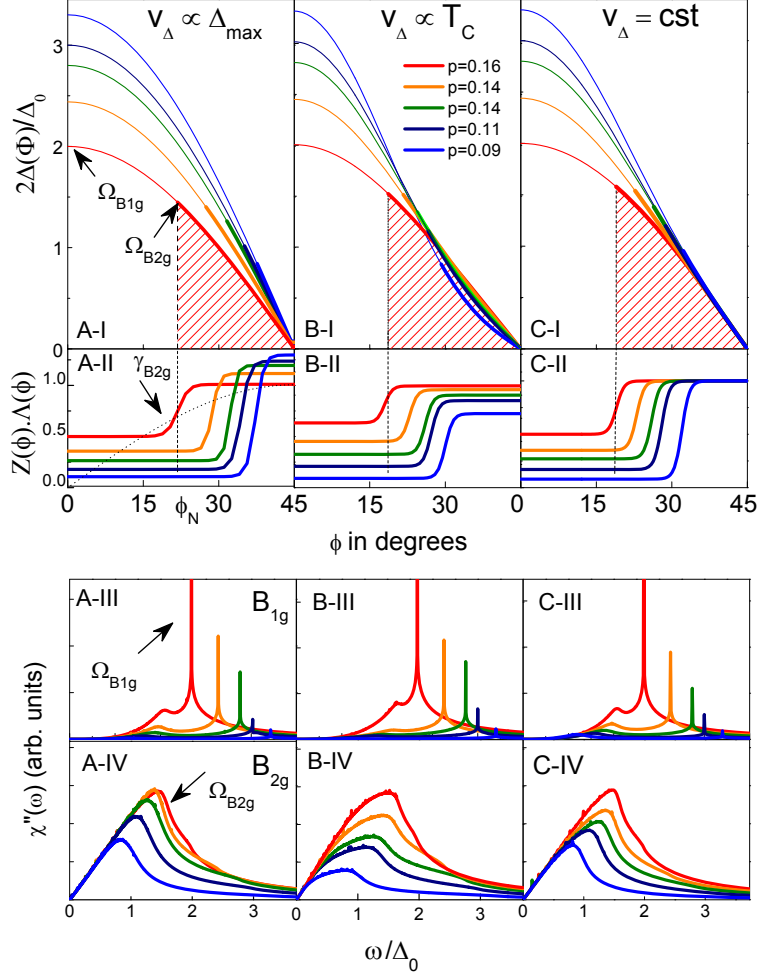 v_Δ ∝ Δ_max v_Δ ∝ T_C v_Δ = cst
2Δ(Φ)/Δ_0
3
2
1
0
p=0.16
p=0.14
p=0.14
p=0.11
p=0.09
Ω_B1g
Ω_B2g
A-I B-I C-I
A-II B-II C-II
γ_B2g
Z(ϕ).Λ(ϕ)
1.0
0.5
0.0
0 15 30 45 15 30 0 15 30 45
ϕ_N
ϕ in degrees
A-III B_1g B-III C-III
Ω_B1g
A-IV B_2g B-IV C-IV
Ω_B2g
χ''(ω) (arb. units)
0 1 2 3 0 1 2 3 0 1 2 3
ω/Δ_0